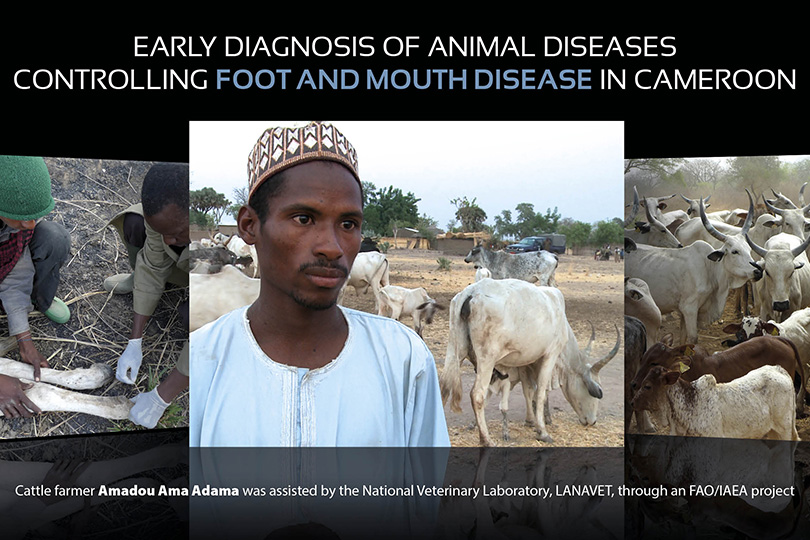 EARLY DIAGNOSIS OF ANIMAL DISEASES
CONTROLLING FOOT AND MOUTH DISEASE IN CAMEROON
Cattle farmer Amadou Ama Adama was assisted by the National Veterinary Laboratory, LANAVET, through an FAO/IAEA project